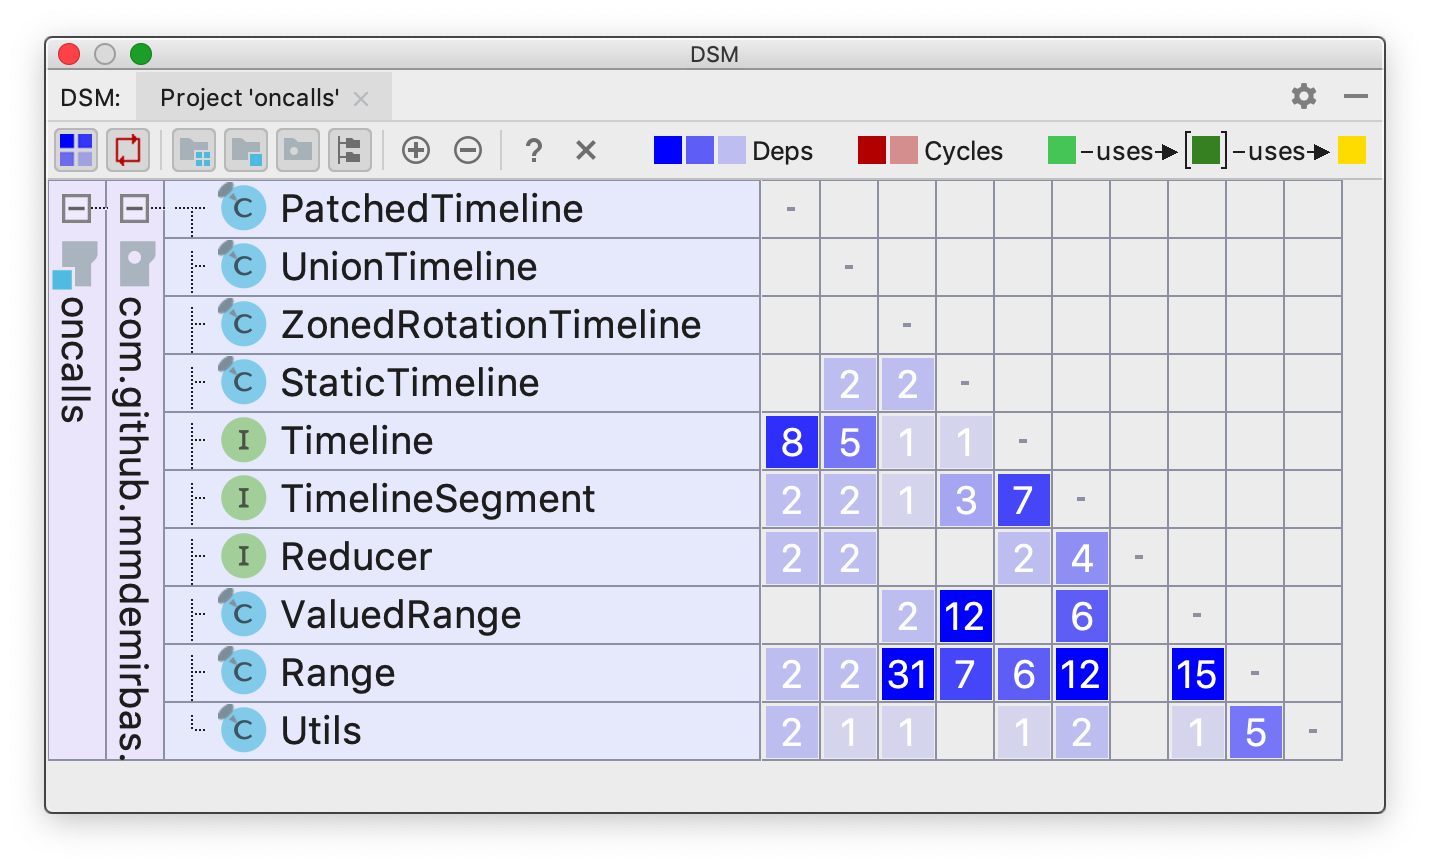 DSM
DSM: Project 'oncalls'
? Deps Cycles uses uses
oncalls
com.github.mmdemirbas.
C PatchedTimeline -
C UnionTimeline -
C ZonedRotationTimeline -
C StaticTimeline 2 2 -
I Timeline 8 5 1 1 -
I TimelineSegment 2 2 1 3 7 -
I Reducer 2 2 2 4 -
C ValuedRange 2 12 6 -
C Range 2 2 31 7 6 12 15 -
C Utils 2 1 1 1 2 1 5 -